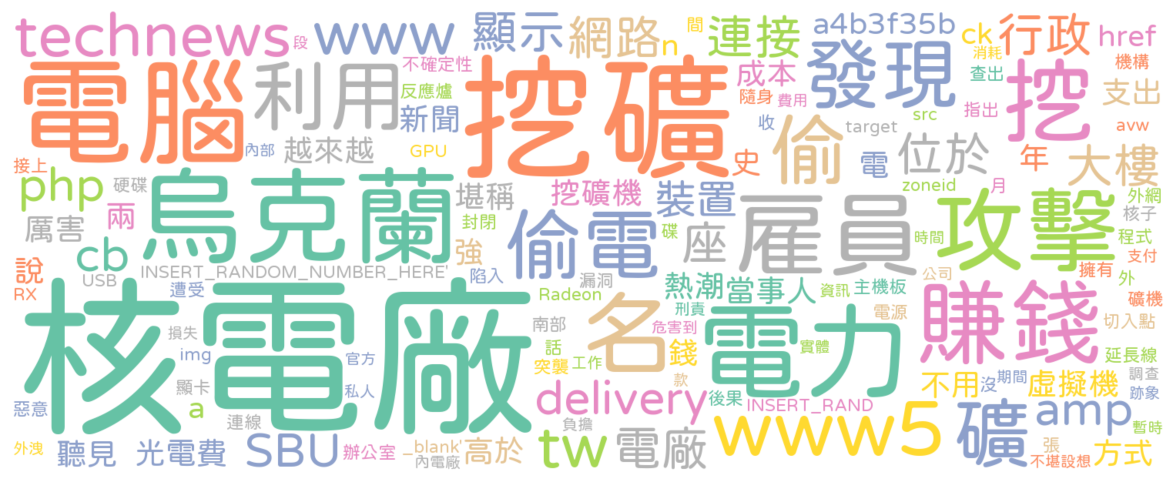 technews
段
www
顯示
網路
n
連接
a4b3f35b
ck
行政
href
間
消耗
電腦
利用
不確定性
挖礦
成本
發現
查出
挖
機構
反應爐
新聞
隨身
費用
指出
支出
內部
越來越
GPU
收
偷
target
src
avw
接上
史
電
位於
年
大樓
php
硬碟
烏克蘭
堪稱
挖礦機
裝置
雇員
zoneid
月
攻擊
外網
核子
兩
厲害
封閉
偷電
座
碟
時間
程式
cb
強
支付
說
USB
INSERT_RANDOM_NUMBER_HERE'
陷入
漏洞
熱潮
當事人
公司
擁有
外
RX
遭受
Radeon
刑責
資訊
主機板
賺錢
礦機
核電廠
損失
南部
名
危害到
電力
電源
切入點
img
官方
話
錢
實體
延長線
突襲
工作
顯卡
私人
款
不用
沒
期間
虛擬機
調查
跡象
惡意
a
連線
delivery
後果
INSERT_RAND
負擔
www5
礦
amp
暫時
外洩
聽見
光電費
SBU
辦公室
_blank'
內電廠
高於
tw
電廠
張
不堪設想
方式